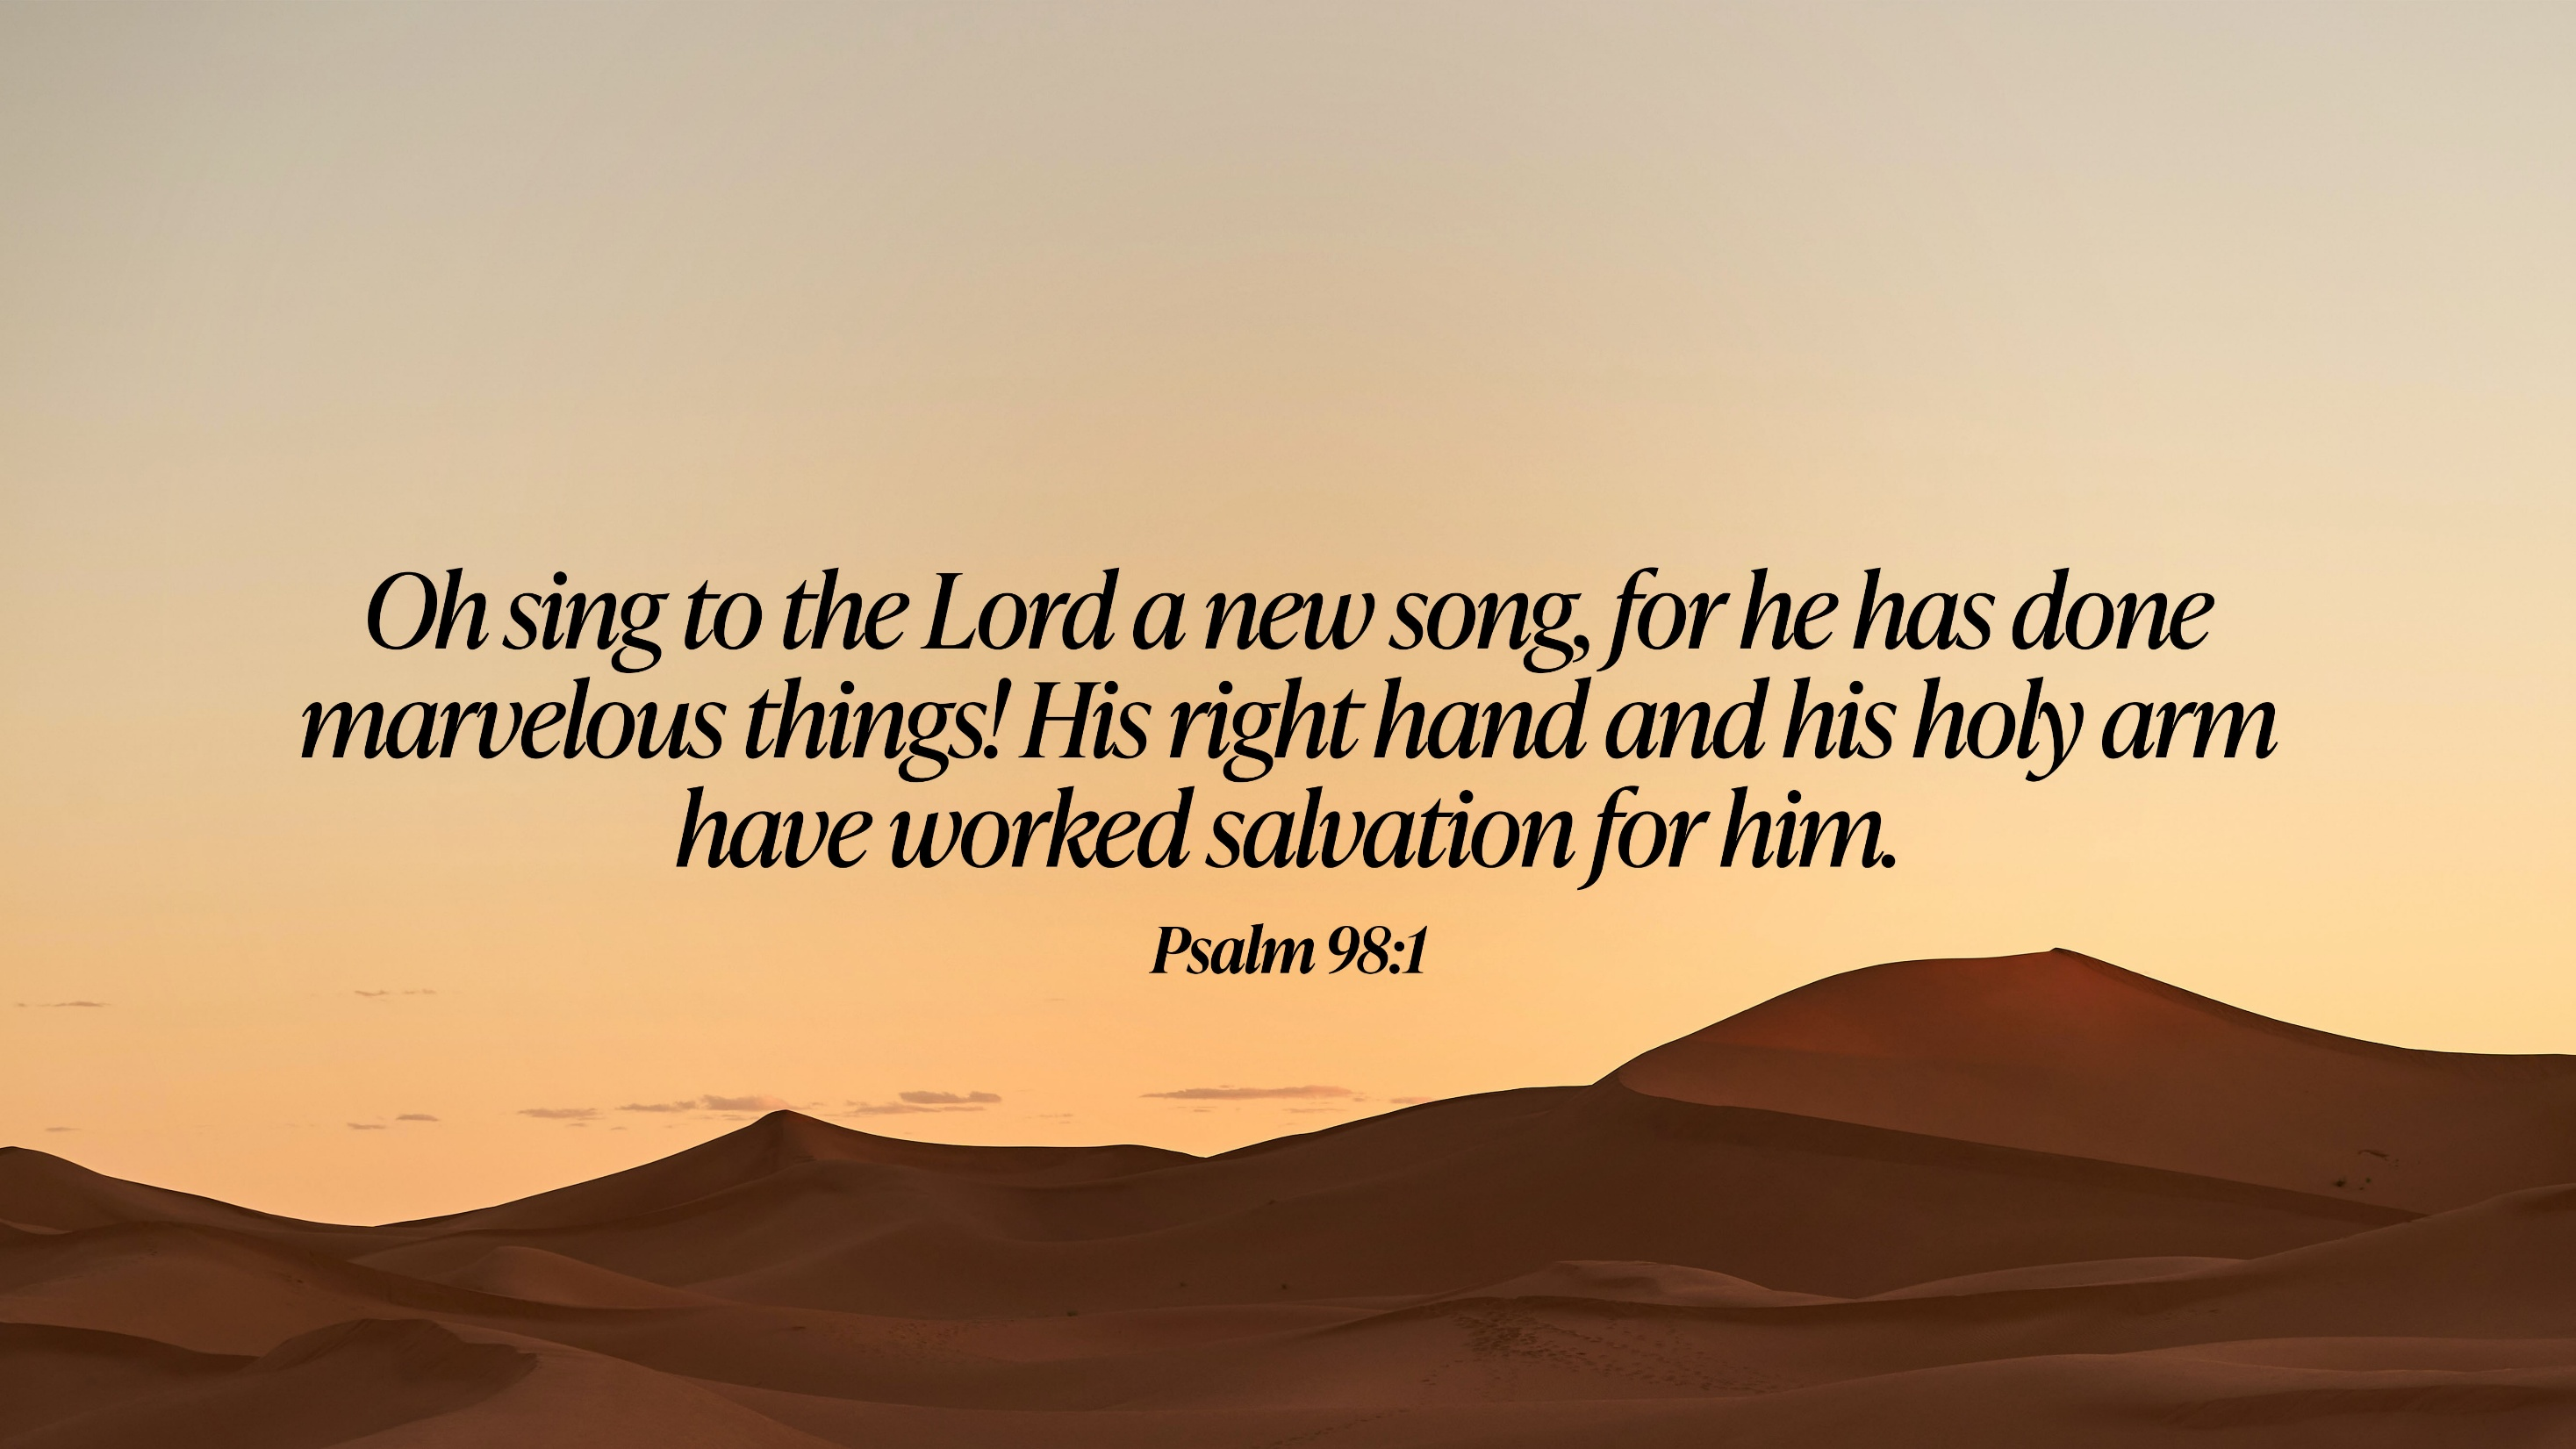 Oh sing to the Lord a new song, for he has done
marvelous things! His right hand and his holy arm
have worked salvation for him.
Psalm 98:1